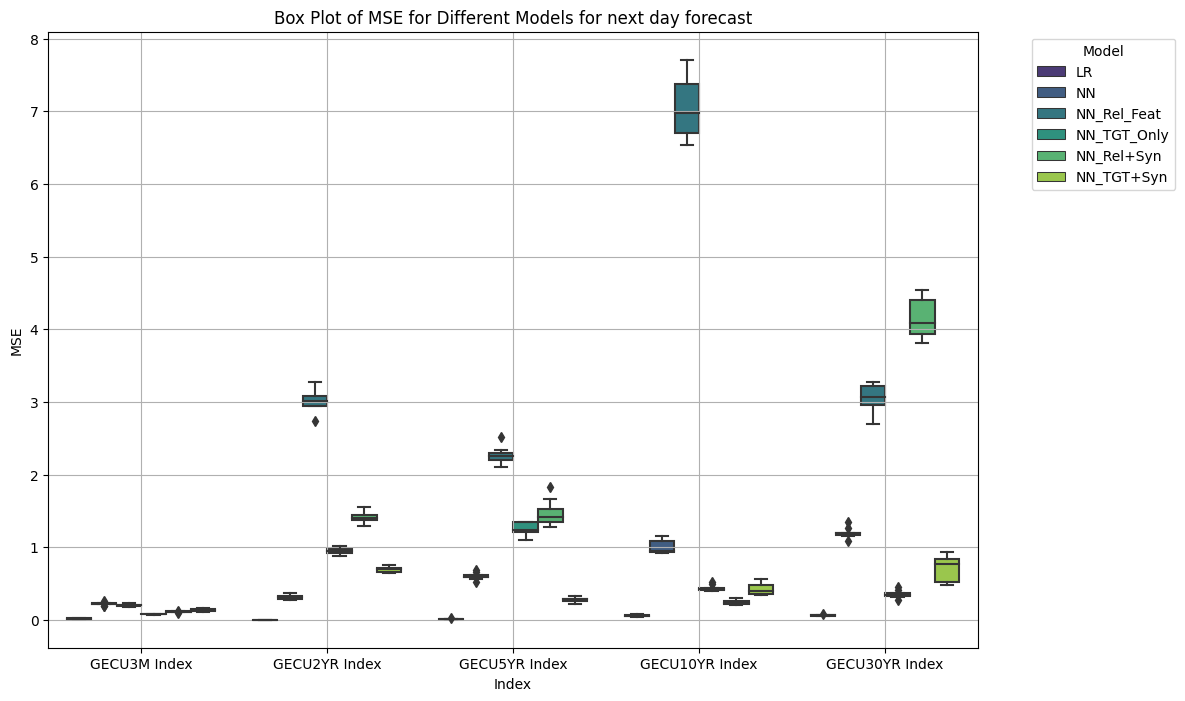 Box Plot of MSE for Different Models for next day forecast
8
7
6
5
4
3
2
1
0
MSE
GECU3M Index
GECU2YR Index
GECU5YR Index
GECU10YR Index
GECU30YR Index
Index
Model
LR
NN
NN_Rel_Feat
NN_TGT_Only
NN_Rel+Syn
NN_TGT+Syn